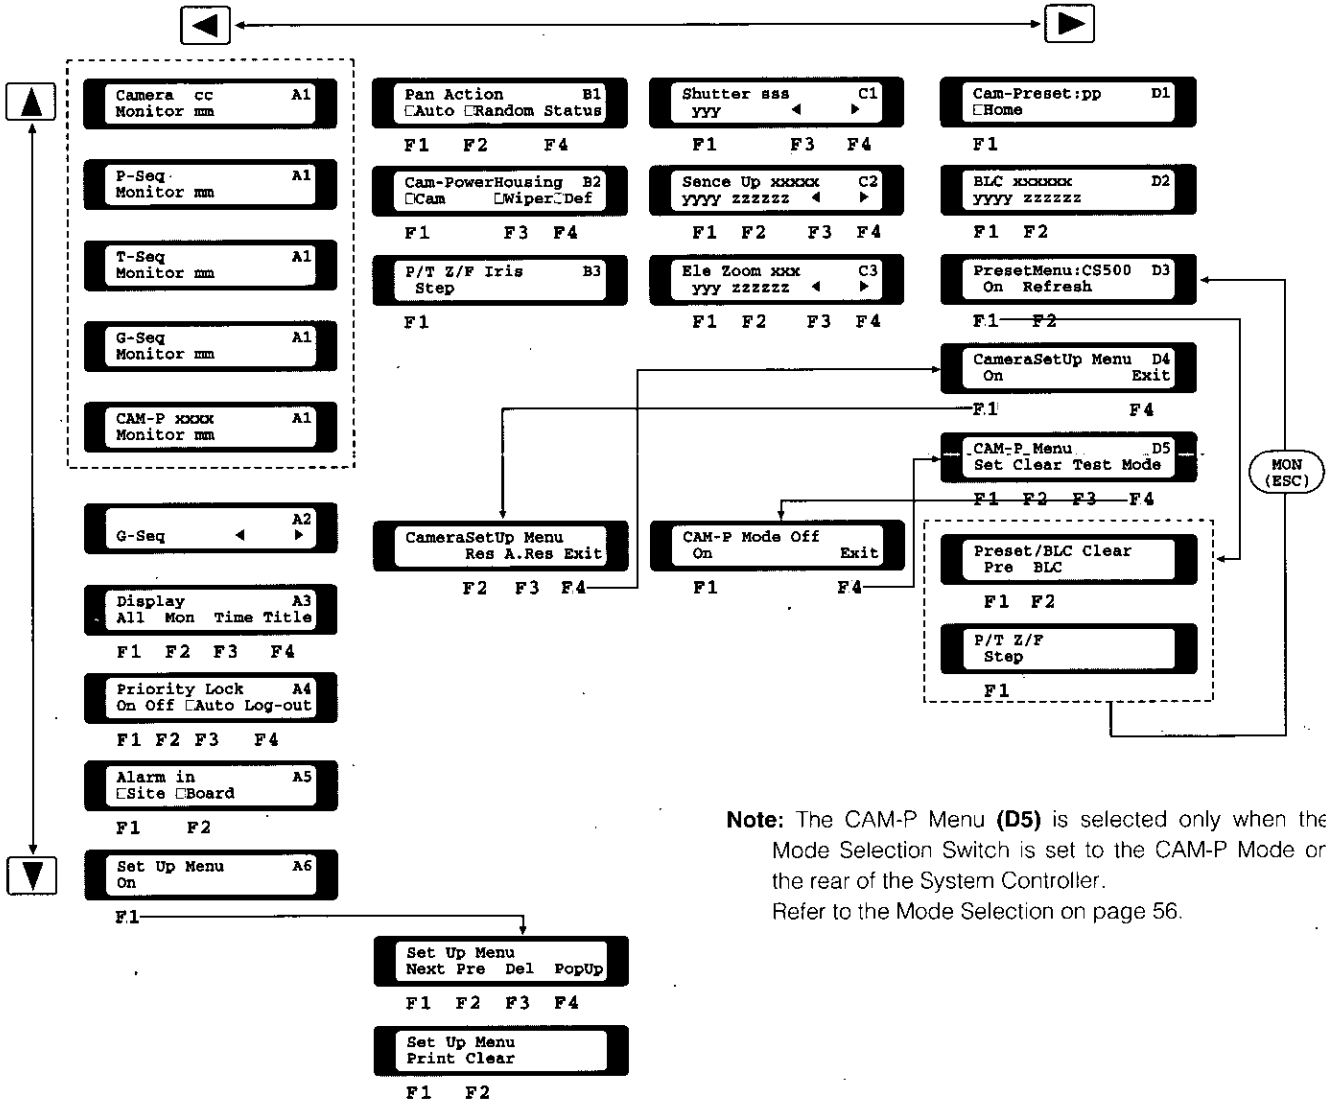 Camera cc A1
Monitor mm
P-Seq A1
Monitor mm
T-Seq A1
Monitor mm
G-Seq A1
Monitor mm
CAM-P xxxx A1
Monitor mm
A2
G-Seq ◄ ►
Display A3
All Mon Time Title
F1 F2 F3 F4
Priority Lock A4
On Off □Auto Log-out
F1 F2 F3 F4
Alarm in A5
□Site □Board
F1 F2
Set Up Menu A6
On
F1
Pan Action B1
□Auto □Random Status
F1 F2 F4
Cam-PowerHousing B2
□Cam □Wiper□Def
F1 F3 F4
P/T Z/F Iris B3
Step
F1
CameraSetUp Menu
Res A.Res Exit
F2 F3 F4
Set Up Menu
Next Pre Del PopUp
F1 F2 F3 F4
Set Up Menu
Print Clear
F1 F2
Shutter sss C1
yyy ◄ ►
F1 F3 F4
Sence Up xxxxx C2
yyyy zzzzzz ◄ ►
F1 F2 F3 F4
Ele Zoom xxx C3
yyy zzzzzz ◄ ►
F1 F2 F3 F4
CAM-P Mode Off
On Exit
F1 F4
Cam-Preset:pp D1
□Home
F1
BLC xxxxxx D2
yyyy zzzzzz
F1 F2
PresetMenu:CS500 D3
On Refresh
F1 F2
CameraSetUp Menu D4
On Exit
F1 F4
CAM-P Menu D5
Set Clear Test Mode
F1 F2 F3 F4
Preset/BLC Clear
Pre BLC
F1 F2
P/T Z/F
Step
F1
MON
(ESC)
Note: The CAM-P Menu (D5) is selected only when the
Mode Selection Switch is set to the CAM-P Mode or
the rear of the System Controller.
Refer to the Mode Selection on page 56.